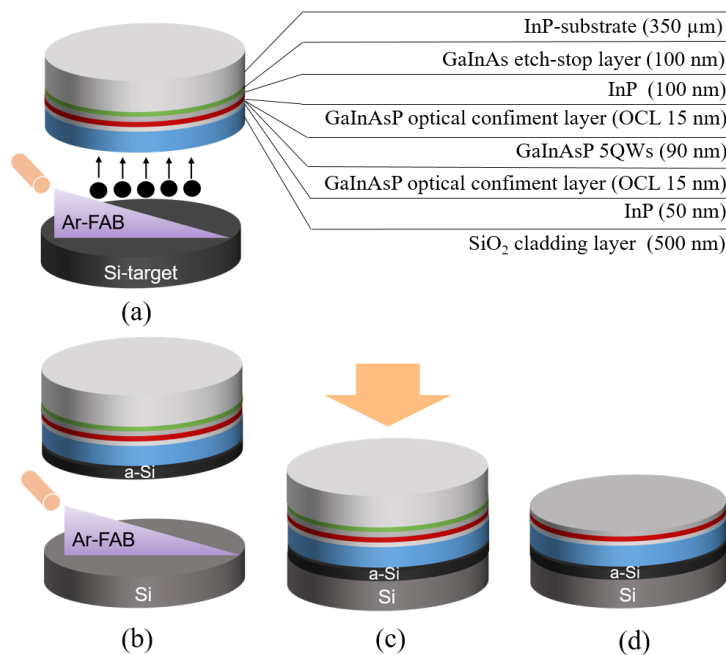 InP-substrate (350 µm)
GaInAs etch-stop layer (100 nm)
InP (100 nm)
GaInAsP optical confiment layer (OCL 15 nm)
GaInAsP 5QWs (90 nm)
GaInAsP optical confiment layer (OCL 15 nm)
InP (50 nm)
SiO₂ cladding layer (500 nm)
Ar-FAB
Si-target
(a)
a-Si
Ar-FAB
Si
(b)
a-Si
Si
(c)
a-Si
Si
(d)